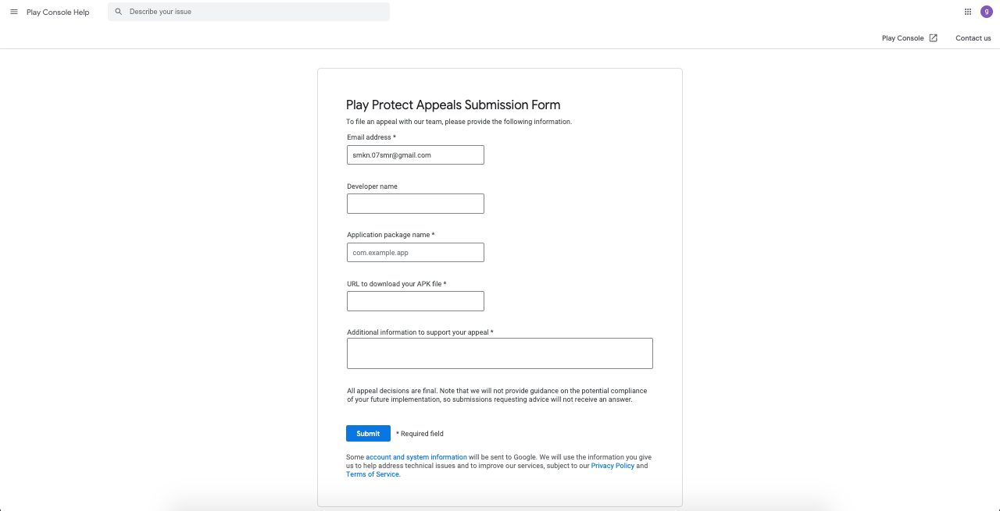 Play Console Help
Describe your issue
g
Play Console
Contact us
Play Protect Appeals Submission Form
To file an appeal with our team, please provide the following information.
Email address *
smkn.07smr@gmail.com
Developer name
Application package name *
com.example.app
URL to download your APK file *
Additional information to support your appeal *
All appeal decisions are final. Note that we will not provide guidance on the potential compliance
of your future implementation, so submissions requesting advice will not receive an answer.
Submit
* Required field
Some account and system information will be sent to Google. We will use the information you give
us to help address technical issues and to improve our services, subject to our Privacy Policy and
Terms of Service.